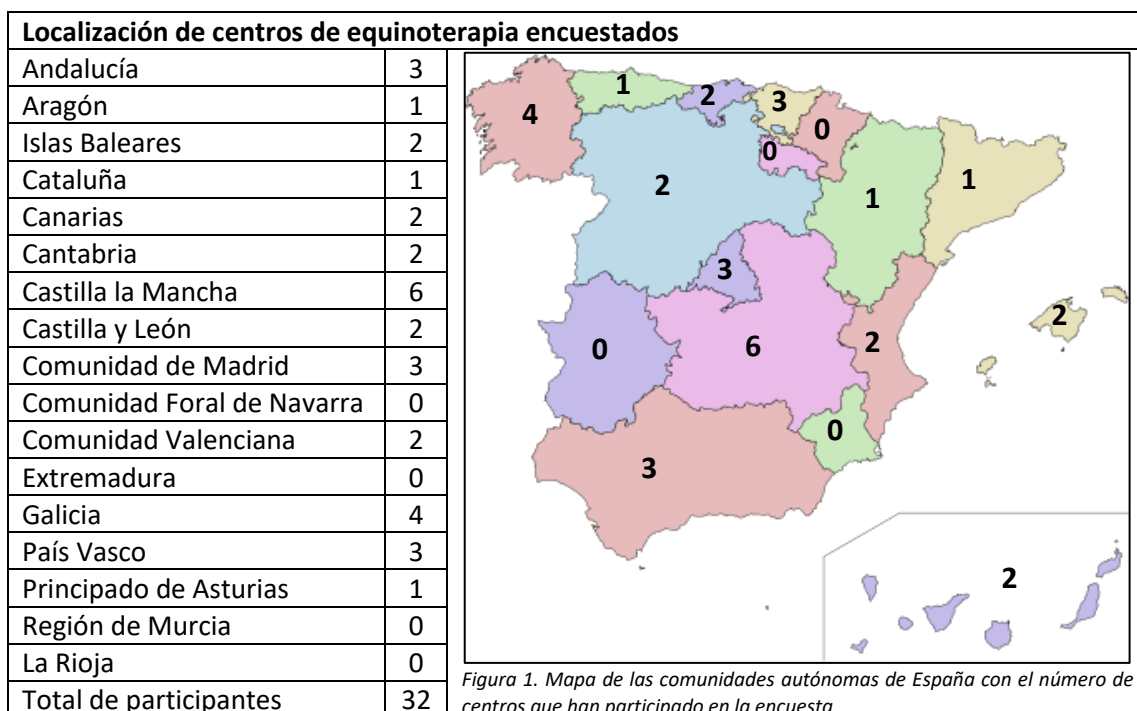 Localización de centros de equinoterapia encuestados
Andalucía 3
Aragón 1
Islas Baleares 2
Cataluña 1
Canarias 2
Cantabria 2
Castilla la Mancha 6
Castilla y León 2
Comunidad de Madrid 3
Comunidad Foral de Navarra 0
Comunidad Valenciana 2
Extremadura 0
Galicia 4
País Vasco 3
Principado de Asturias 1
Región de Murcia 0
La Rioja 0
Total de participantes 32
1
2
3
4
0
0
2
1
1
3
2
0
6
2
0
3
2
Figura 1. Mapa de las comunidades autónomas de España con el número de
centros que han participado en la encuesta